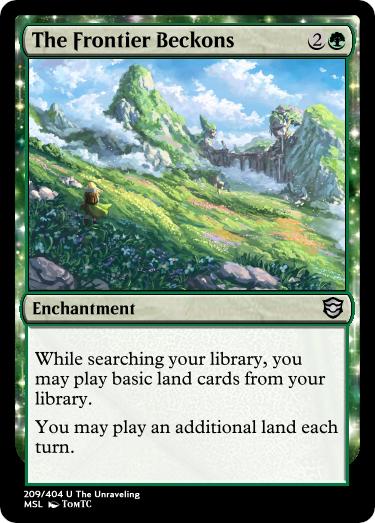 The Frontier Beckons 2
Enchantment
While searching your library, you
may play basic land cards from your
library.
You may play an additional land each
turn.
209/404 U The Unraveling
MSL TomTC